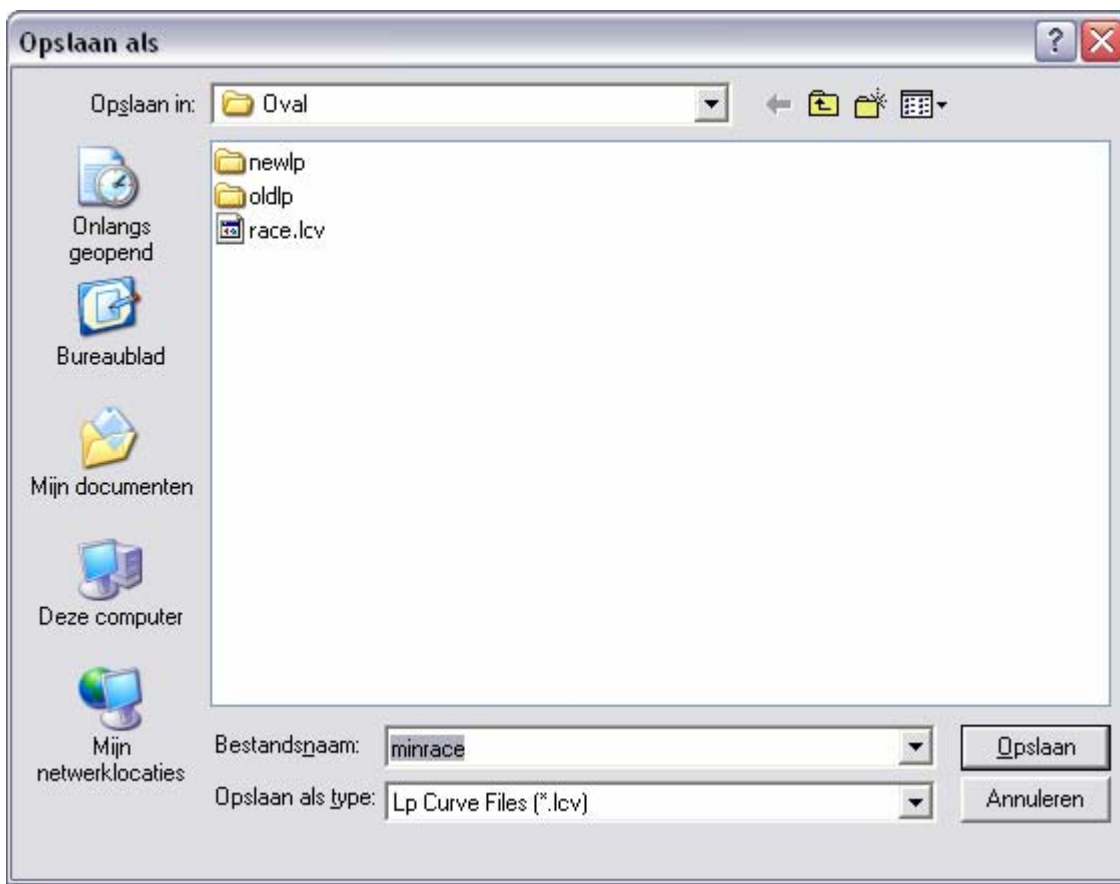 Opslaan als
Opslaan in:
Oval
newlp
oldlp
race.lcv
Onlangs
geopend
Bureaublad
Mijn documenten
Deze computer
Mijn
netwerklocaties
Bestandsnaam:
minrace
Opslaan
Opslaan als type:
Lp Curve Files (*.lcv)
Annuleren